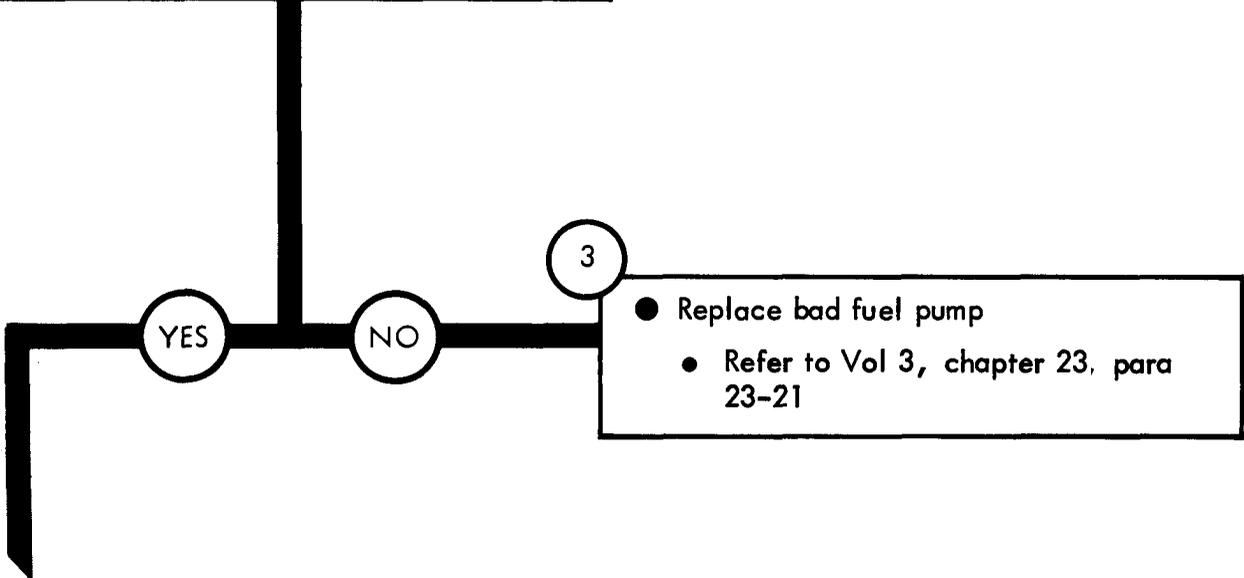 3
● Replace bad fuel pump
YES
NO
● Refer to Vol 3, chapter 23, para
23-21